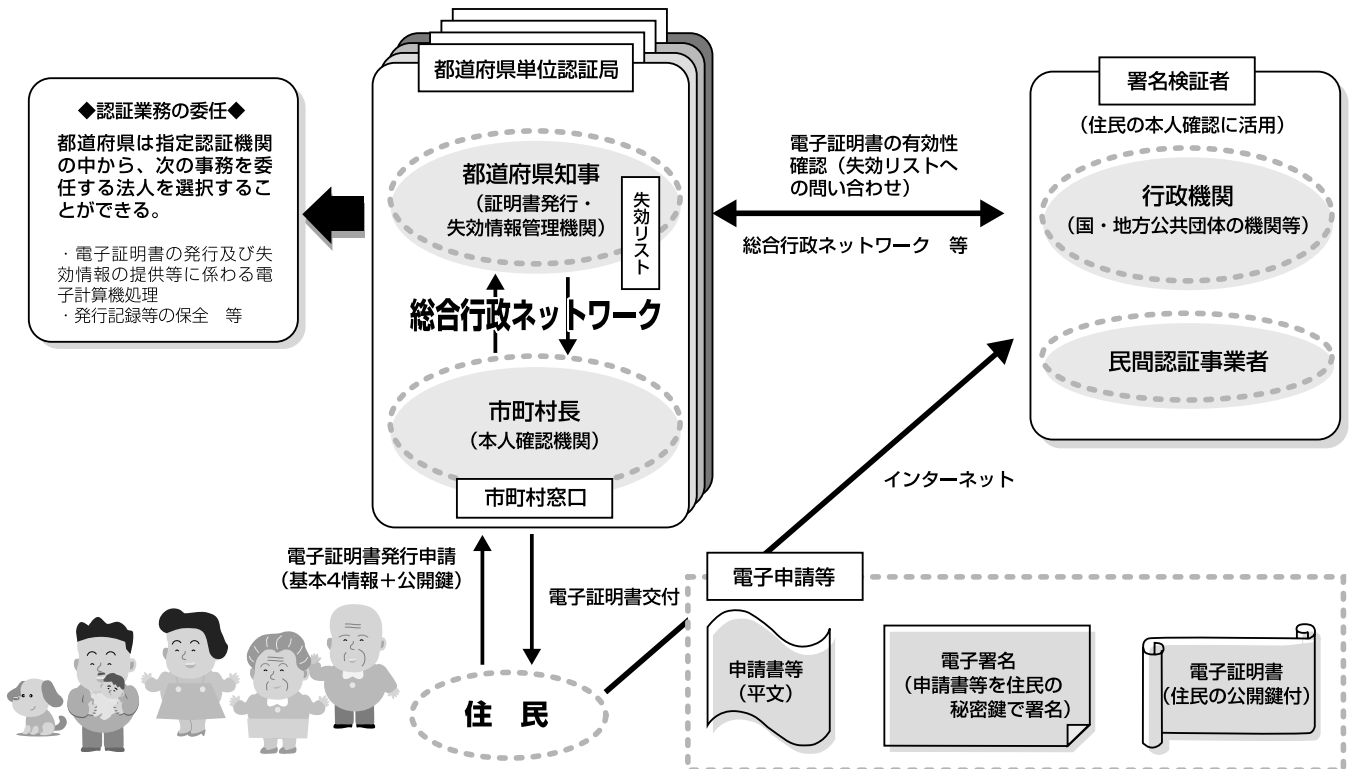 ◆認証業務の委任◆
都道府県は指定認証機関
の中から、次の事務を委
任する法人を選択するこ
とができる。
・電子証明書の発行及び失
効情報の提供等に係わる電
子計算機処理
・発行記録等の保全　等
都道府県単位認証局
都道府県知事
（証明書発行・
失効情報管理機関）
失効リスト
総合行政ネットワーク
市町村長
（本人確認機関）
市町村窓口
電子証明書の有効性
確認（失効リストへ
の問い合わせ）
総合行政ネットワーク　等
署名検証者
（住民の本人確認に活用）
行政機関
（国・地方公共団体の機関等）
民間認証事業者
インターネット
電子証明書発行申請
（基本4情報＋公開鍵）
電子証明書交付
住　民
電子申請等
申請書等
（平文）
電子署名
（申請書等を住民の
秘密鍵で署名）
電子証明書
（住民の公開鍵付）